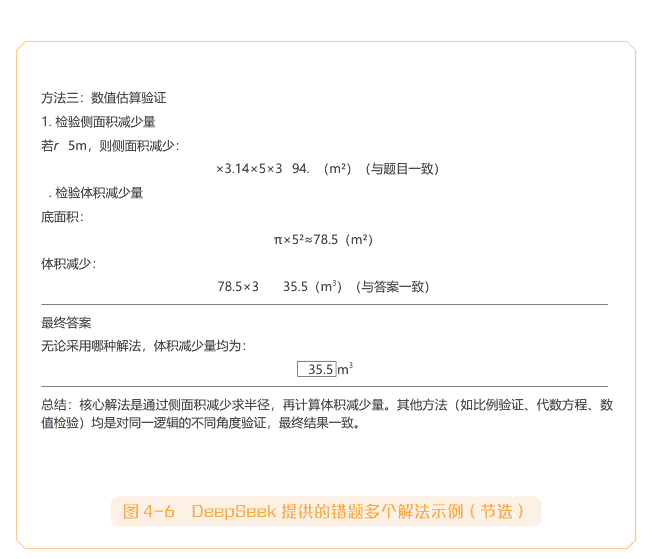 方法三：数值估算验证
1. 检验侧面积减少量
若r 5m，则侧面积减少：
×3.14×5×3 94. （m²）（与题目一致）
. 检验体积减少量
底面积：
π×5²≈78.5（m²）
体积减少：
78.5×3 35.5（m³）（与答案一致）
最终答案
无论采用哪种解法，体积减少量均为：
35.5 m³
总结：核心解法是通过侧面积减少求半径，再计算体积减少量。其他方法（如比例验证、代数方程、数
值检验）均是对同一逻辑的不同角度验证，最终结果一致。
图 4-6 DeepSeek 提供的错题多个解法示例（节选）